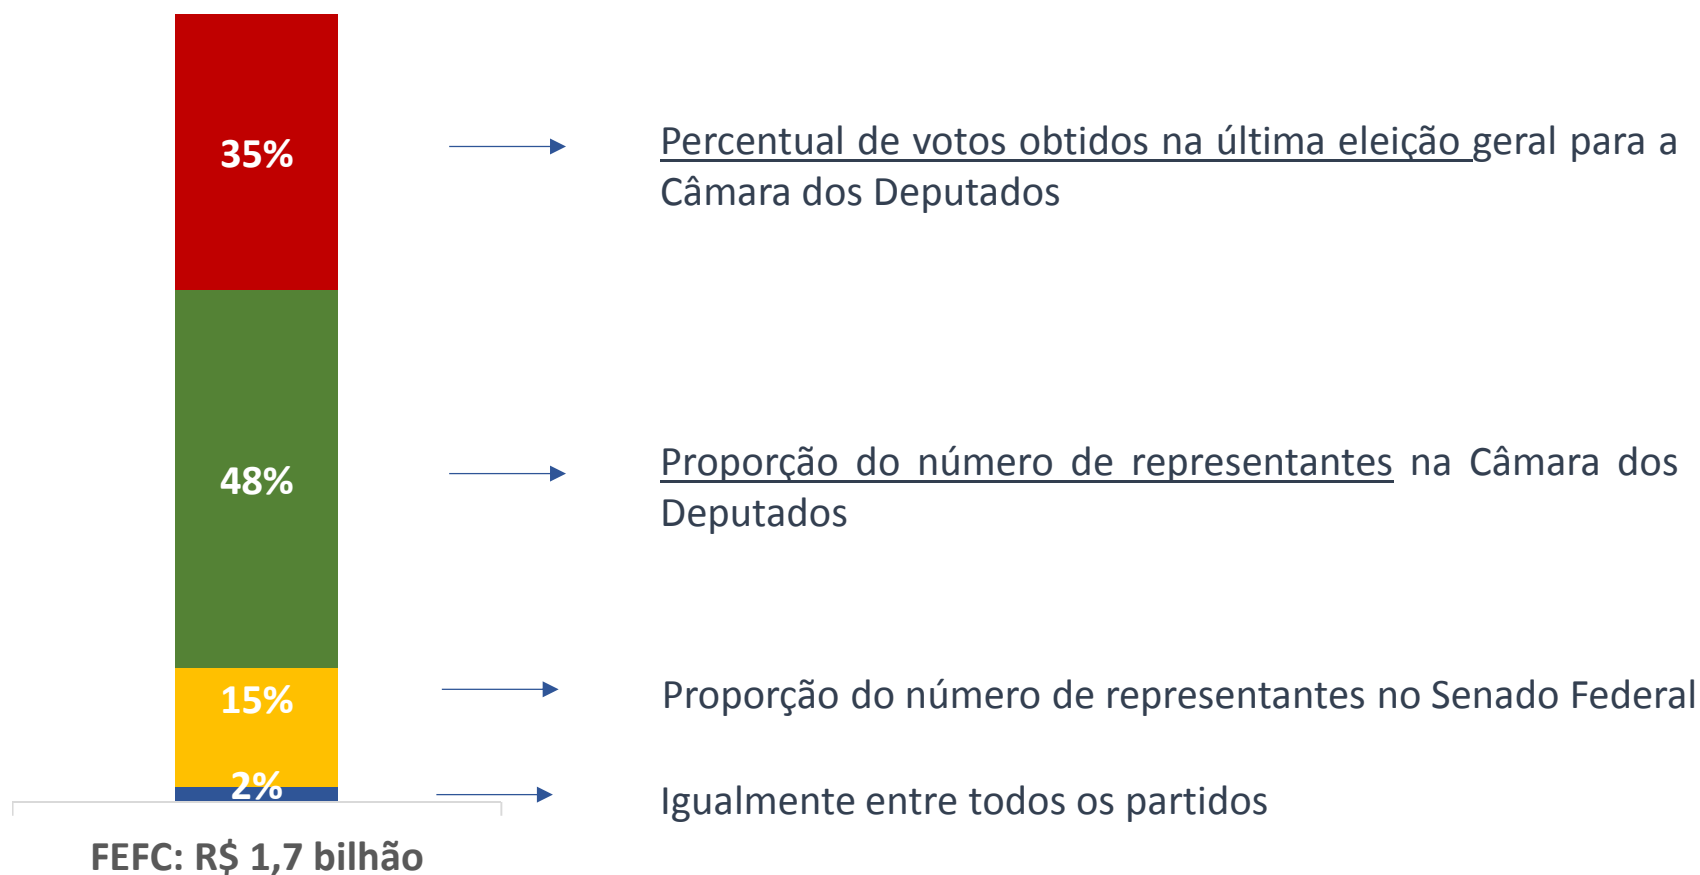 35%
Percentual de votos obtidos na última eleição geral para a
Câmara dos Deputados
48%
Proporção do número de representantes na Câmara dos
Deputados
15%
Proporção do número de representantes no Senado Federal
2%
Igualmente entre todos os partidos
FEFC: R$ 1,7 bilhão